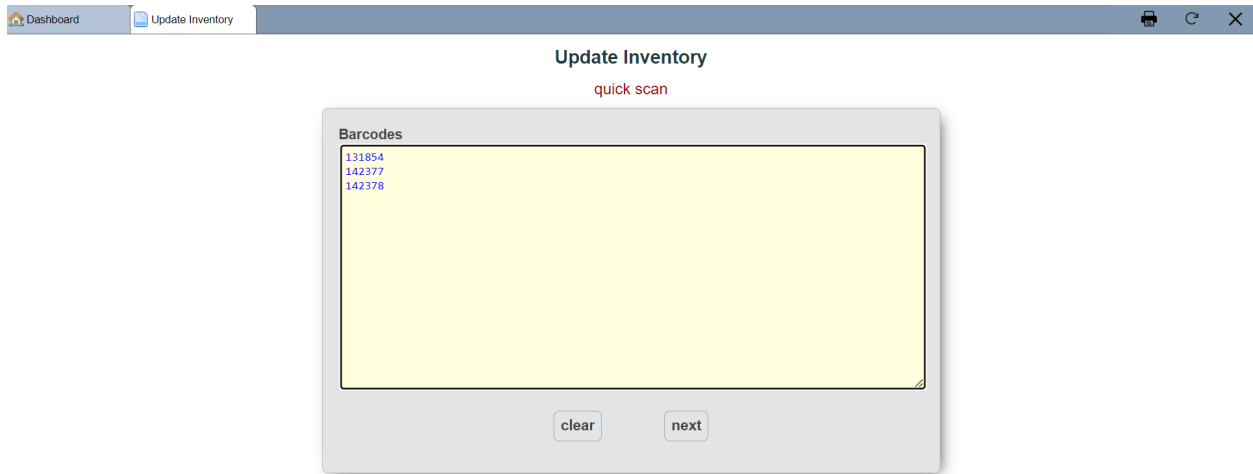 Dashboard
Update Inventory
Update Inventory
quick scan
Barcodes
131854
142377
142378
clear
next